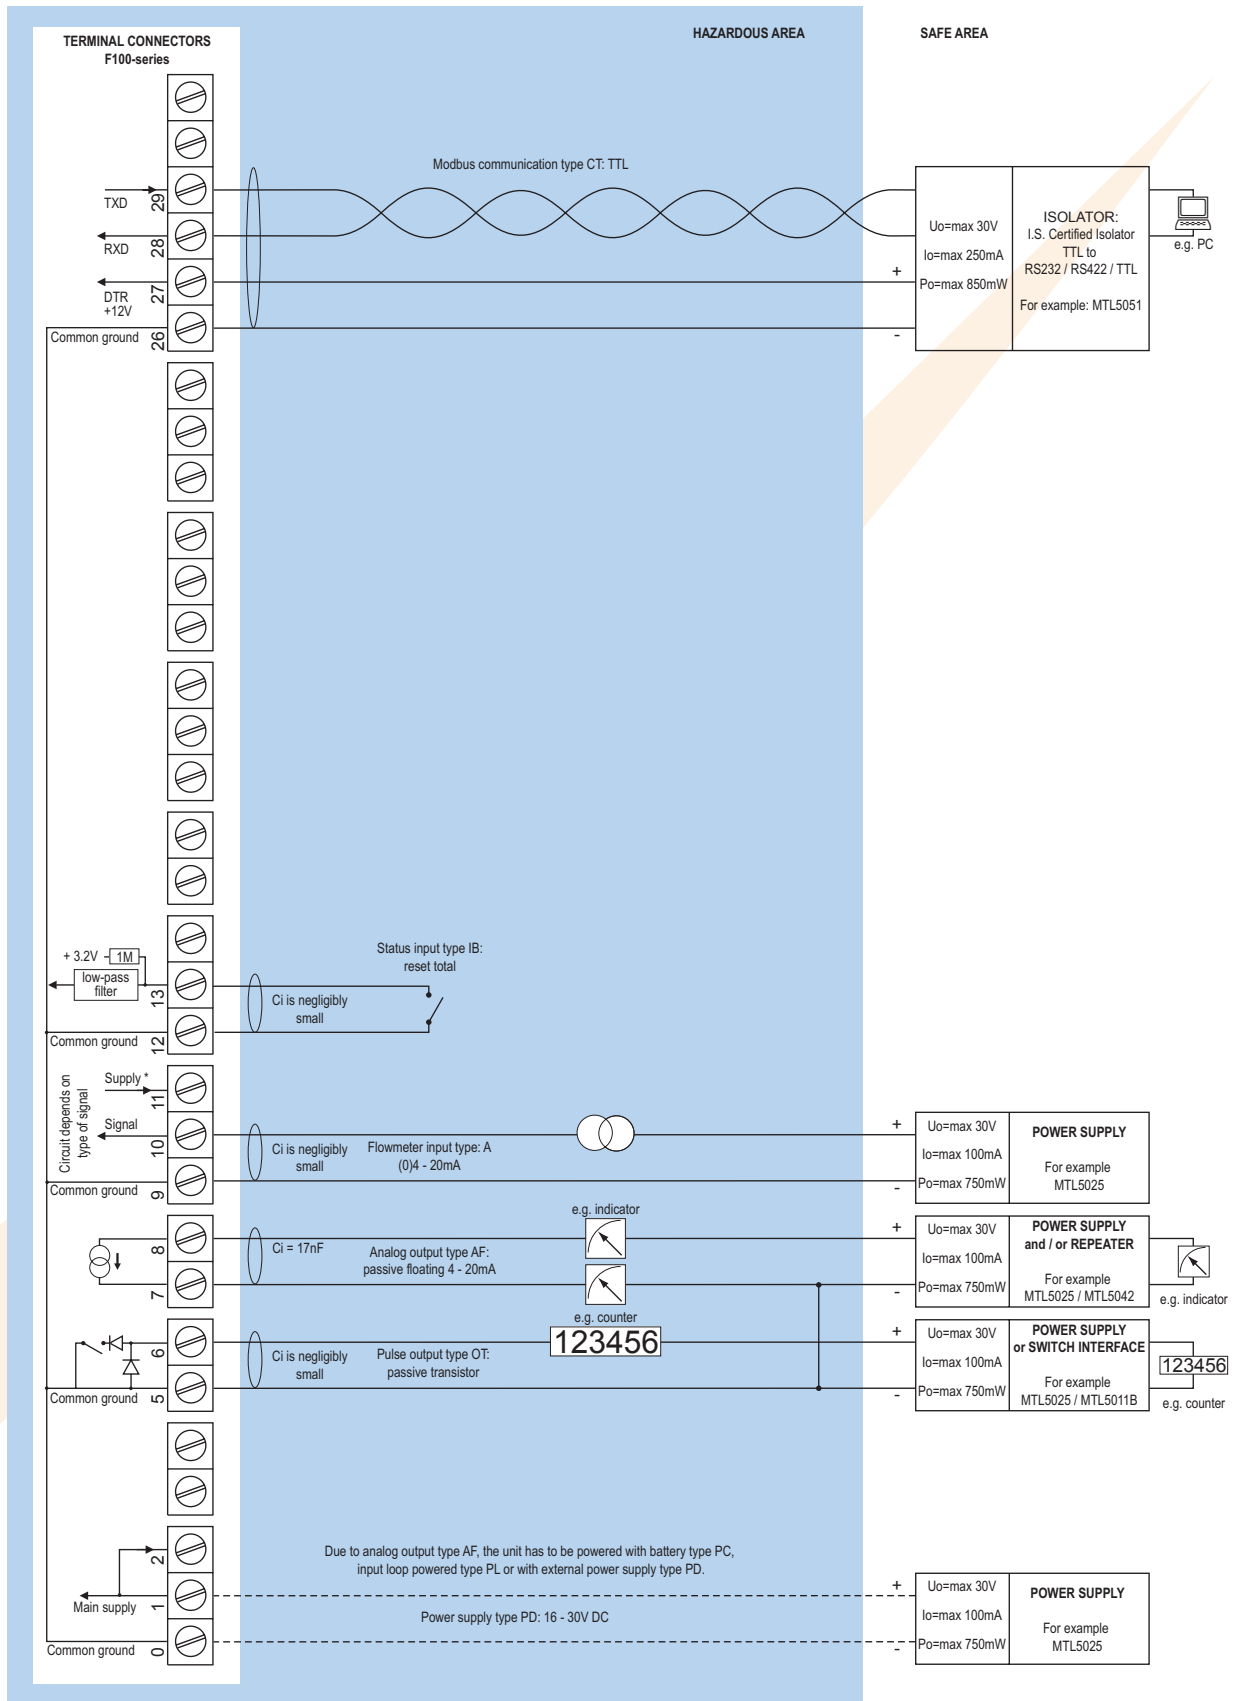 TERMINAL CONNECTORS
F100-series
HAZARDOUS AREA
SAFE AREA
Modbus communication type CT: TTL
TXD
29
RXD
28
DTR
+12V
27
Common ground
26
+
-
Uo=max 30V
Io=max 250mA
Po=max 850mW
ISOLATOR:
I.S. Certified Isolator
TTL to
RS232 / RS422 / TTL
For example: MTL5051
e.g. PC
+ 3.2V
1M
low-pass
filter
13
Common ground
12
Ci is negligibly
small
Status input type IB:
reset total
Circuit depends on
type of signal
Supply *
11
Signal
10
Common ground
9
Ci is negligibly
small
Flowmeter input type: A
(0)4 - 20mA
+
-
Uo=max 30V
Io=max 100mA
Po=max 750mW
POWER SUPPLY
For example
MTL5025
8
7
Ci = 17nF
Analog output type AF:
passive floating 4 - 20mA
e.g. indicator
+
-
Uo=max 30V
Io=max 100mA
Po=max 750mW
POWER SUPPLY
and / or REPEATER
For example
MTL5025 / MTL5042
e.g. indicator
6
Common ground
5
Ci is negligibly
small
Pulse output type OT:
passive transistor
e.g. counter
123456
+
-
Uo=max 30V
Io=max 100mA
Po=max 750mW
POWER SUPPLY
or SWITCH INTERFACE
For example
MTL5025 / MTL5011B
123456
e.g. counter
2
Main supply
1
Common ground
0
Due to analog output type AF, the unit has to be powered with battery type PC,
input loop powered type PL or with external power supply type PD.
Power supply type PD: 16 - 30V DC
+
-
Uo=max 30V
Io=max 100mA
Po=max 750mW
POWER SUPPLY
For example
MTL5025